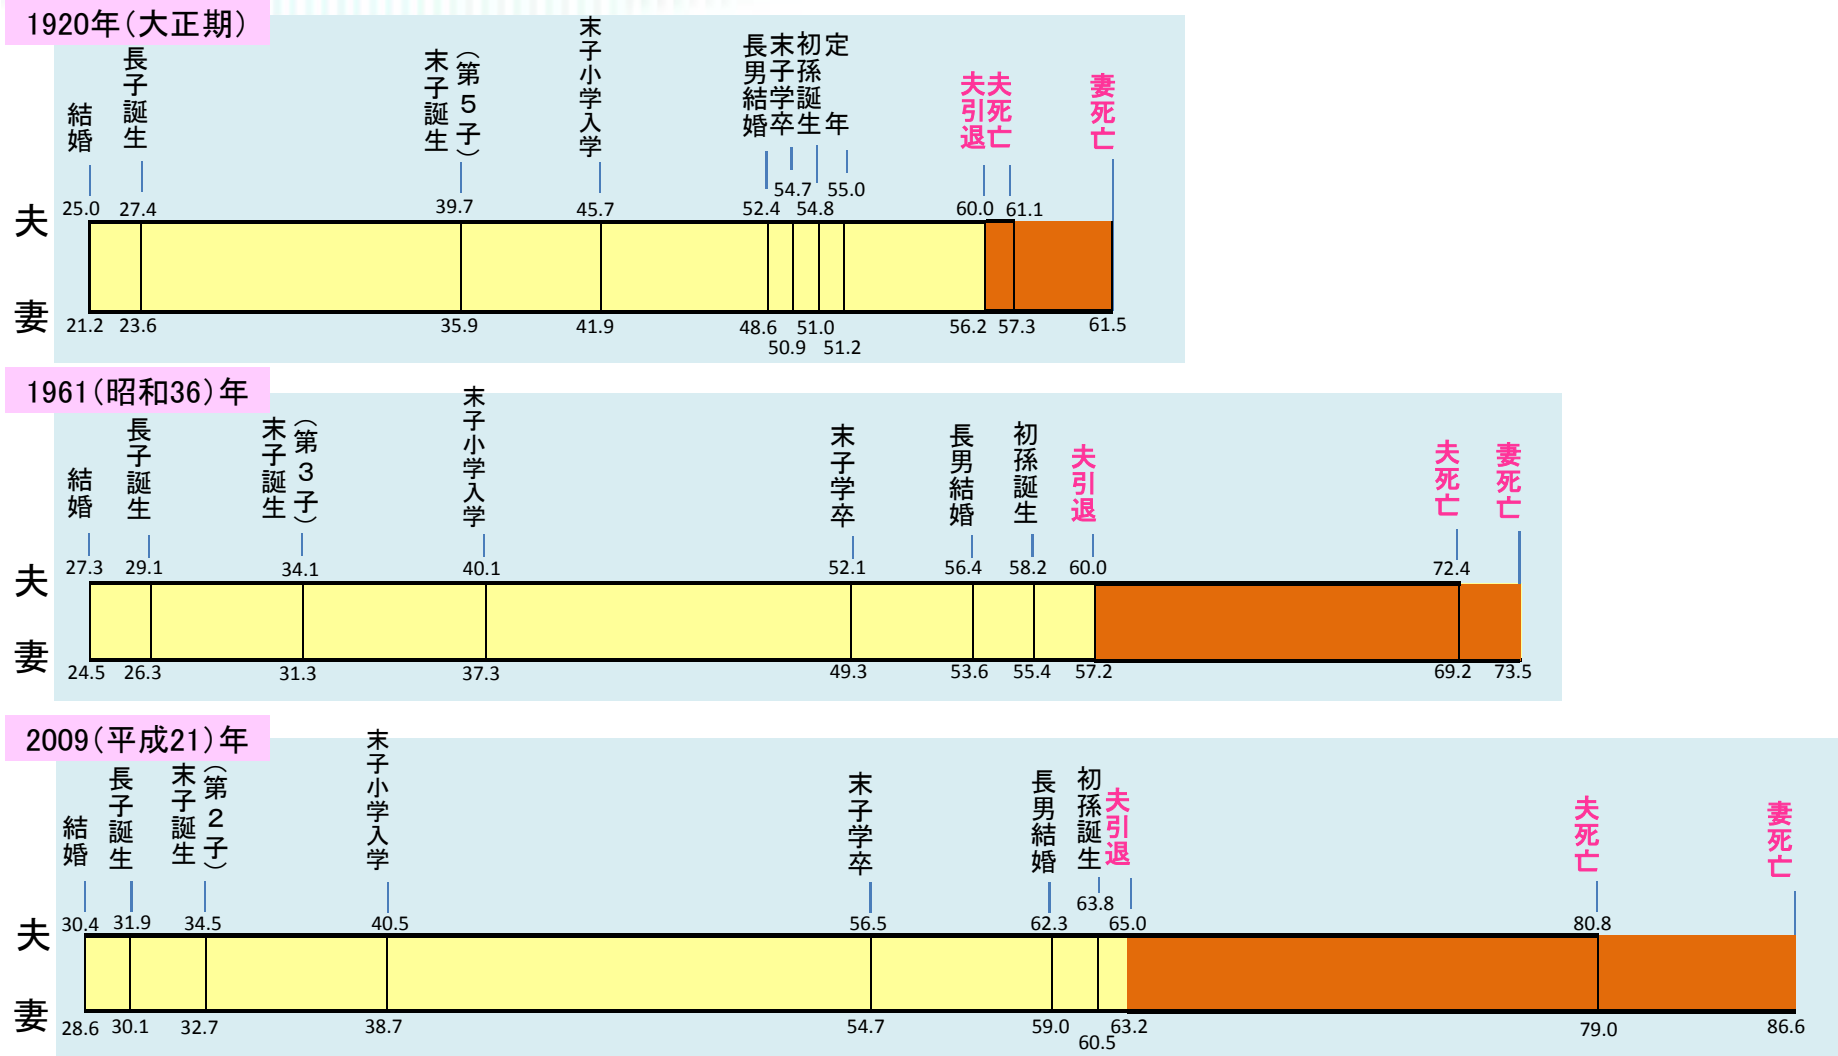 1920年(大正期)
結婚
長子誕生
末子誕生
(第5子)
末子小学入学
長男結婚
末子学卒
初孫誕生
定年
夫引退
夫死亡
妻死亡
25.0 27.4 39.7 45.7 52.4 54.7 54.8 55.0 60.0 61.1
夫
妻
21.2 23.6 35.9 41.9 48.6 50.9 51.0 51.2 56.2 57.3 61.5
1961(昭和36)年
結婚
長子誕生
末子誕生
(第3子)
末子小学入学
末子学卒
長男結婚
初孫誕生
夫引退
夫死亡
妻死亡
27.3 29.1 34.1 40.1 52.1 56.4 58.2 60.0 72.4
夫
妻
24.5 26.3 31.3 37.3 49.3 53.6 55.4 57.2 69.2 73.5
2009(平成21)年
結婚
長子誕生
末子誕生
(第2子)
末子小学入学
末子学卒
長男結婚
初孫誕生
夫引退
夫死亡
妻死亡
30.4 31.9 34.5 40.5 56.5 62.3 63.8 65.0 80.8
夫
妻
28.6 30.1 32.7 38.7 54.7 59.0 60.5 63.2 79.0 86.6